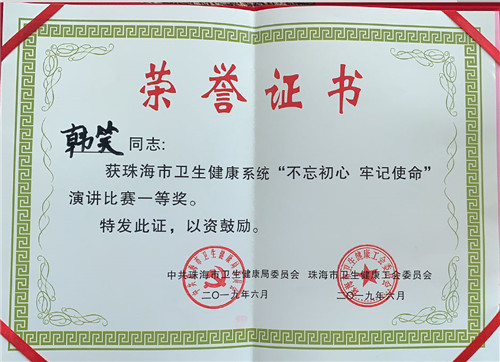 荣誉证书
韩笑同志:
获珠海市卫生健康系统“不忘初心 牢记使命”
演讲比赛一等奖。
特发此证，以资鼓励。
中共珠海市卫生健康局委员会 珠海市卫生健康工会委员会
二〇一九年六月 二〇一九年六月